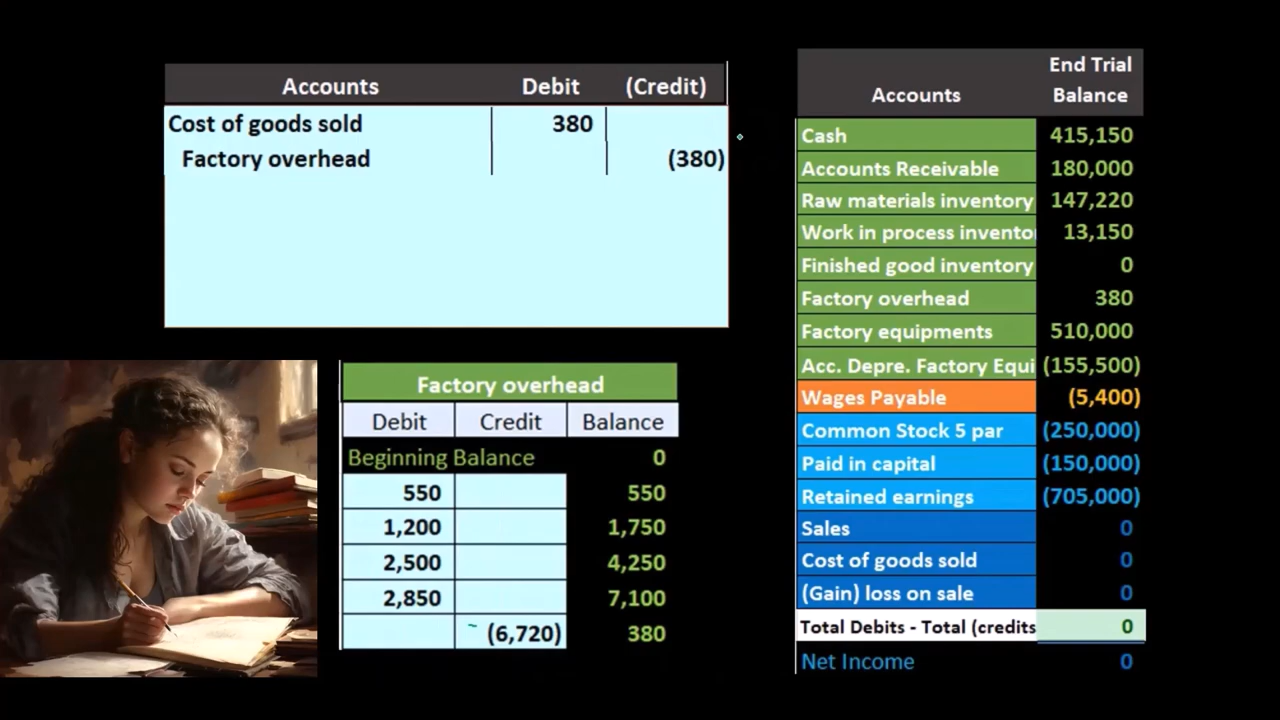 Accounts Debit (Credit)
Cost of goods sold 380
Factory overhead (380)
Factory overhead
Debit Credit Balance
Beginning Balance 0
550 550
1,200 1,750
2,500 4,250
2,850 7,100
(6,720) 380
End Trial
Accounts Balance
Cash 415,150
Accounts Receivable 180,000
Raw materials inventory 147,220
Work in process invento 13,150
Finished good inventory 0
Factory overhead 380
Factory equipments 510,000
Acc. Depre. Factory Equi (155,500)
Wages Payable (5,400)
Common Stock 5 par (250,000)
Paid in capital (150,000)
Retained earnings (705,000)
Sales 0
Cost of goods sold 0
(Gain) loss on sale 0
Total Debits - Total (credits 0
Net Income 0